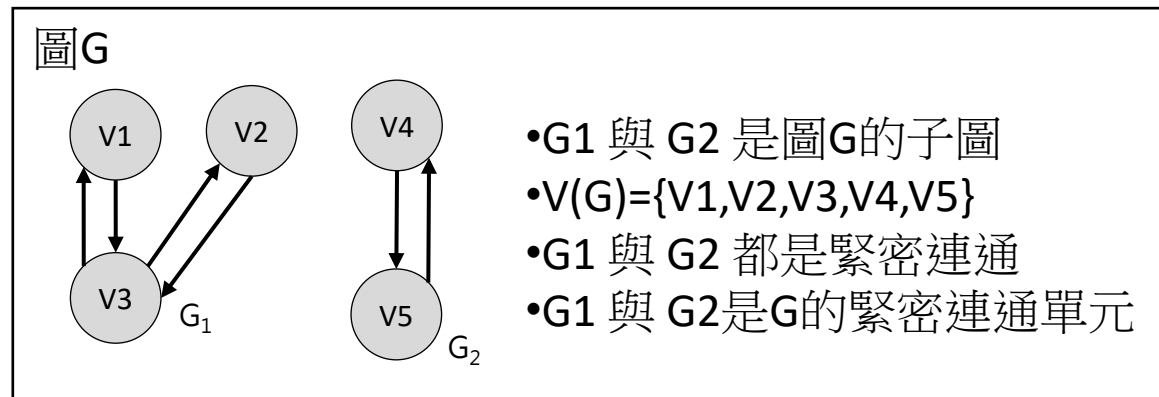 圖G
V1
V2
V4
V3
G1
V5
G2
•G1 與 G2 是圖G的子圖
•V(G)={V1,V2,V3,V4,V5}
•G1 與 G2 都是緊密連通
•G1 與 G2是G的緊密連通單元